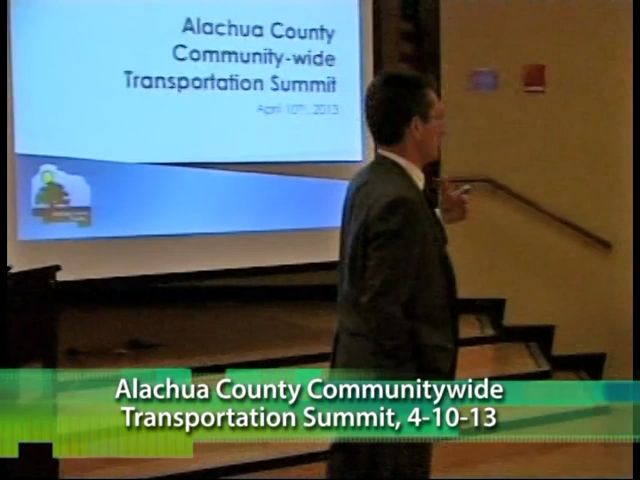 Alachua County
Community-wide
Transportation Summit
April 10th, 2013
Alachua County Communitywide
Transportation Summit, 4-10-13